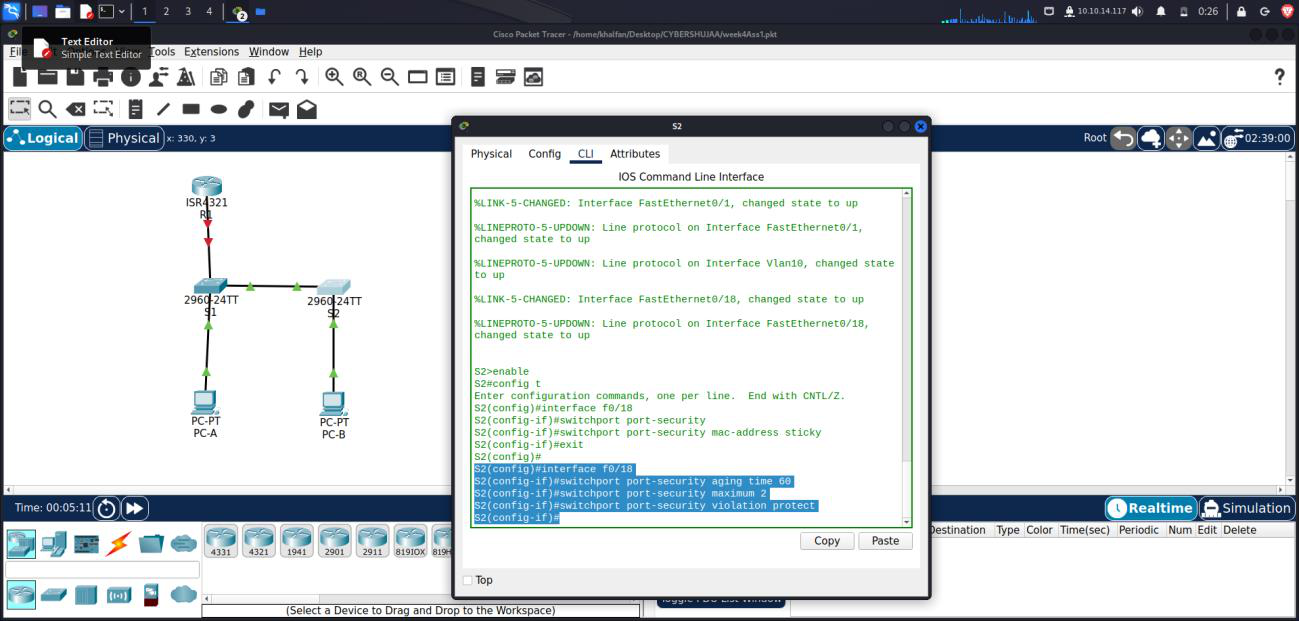 1 2 3 4
2
10.10.14.117
0:26
Cisco Packet Tracer - /home/khalfan/Desktop/CYBERSHUJAA/week4Ass1.pkt
Text Editor
Simple Text Editor
Tools Extensions Window Help
?
Logical
Physical
x: 330, y: 3
Root
02:39:00
S2
Physical Config CLI Attributes
IOS Command Line Interface
%LINK-5-CHANGED: Interface FastEthernet0/1, changed state to up
%LINEPROTO-5-UPDOWN: Line protocol on Interface FastEthernet0/1,
changed state to up
%LINEPROTO-5-UPDOWN: Line protocol on Interface Vlan10, changed state
to up
%LINK-5-CHANGED: Interface FastEthernet0/18, changed state to up
%LINEPROTO-5-UPDOWN: Line protocol on Interface FastEthernet0/18,
changed state to up
S2>enable
S2#config t
Enter configuration commands, one per line. End with CNTL/Z.
S2(config)#interface f0/18
S2(config-if)#switchport port-security
S2(config-if)#switchport port-security mac-address sticky
S2(config-if)#exit
S2(config)#
S2(config)#interface f0/18
S2(config-if)#switchport port-security aging time 60
S2(config-if)#switchport port-security maximum 2
S2(config-if)#switchport port-security violation protect
S2(config-if)#
Copy Paste
Top
ISR4321
R1
2960-24TT
S1
2960-24TT
S2
PC-PT
PC-A
PC-PT
PC-B
Time: 00:05:11
Realtime
Simulation
4331 4321 1941 2901 2911 819IOX
(Select a Device to Drag and Drop to the Workspace)
Destination Type Color Time(sec) Periodic Num Edit Delete